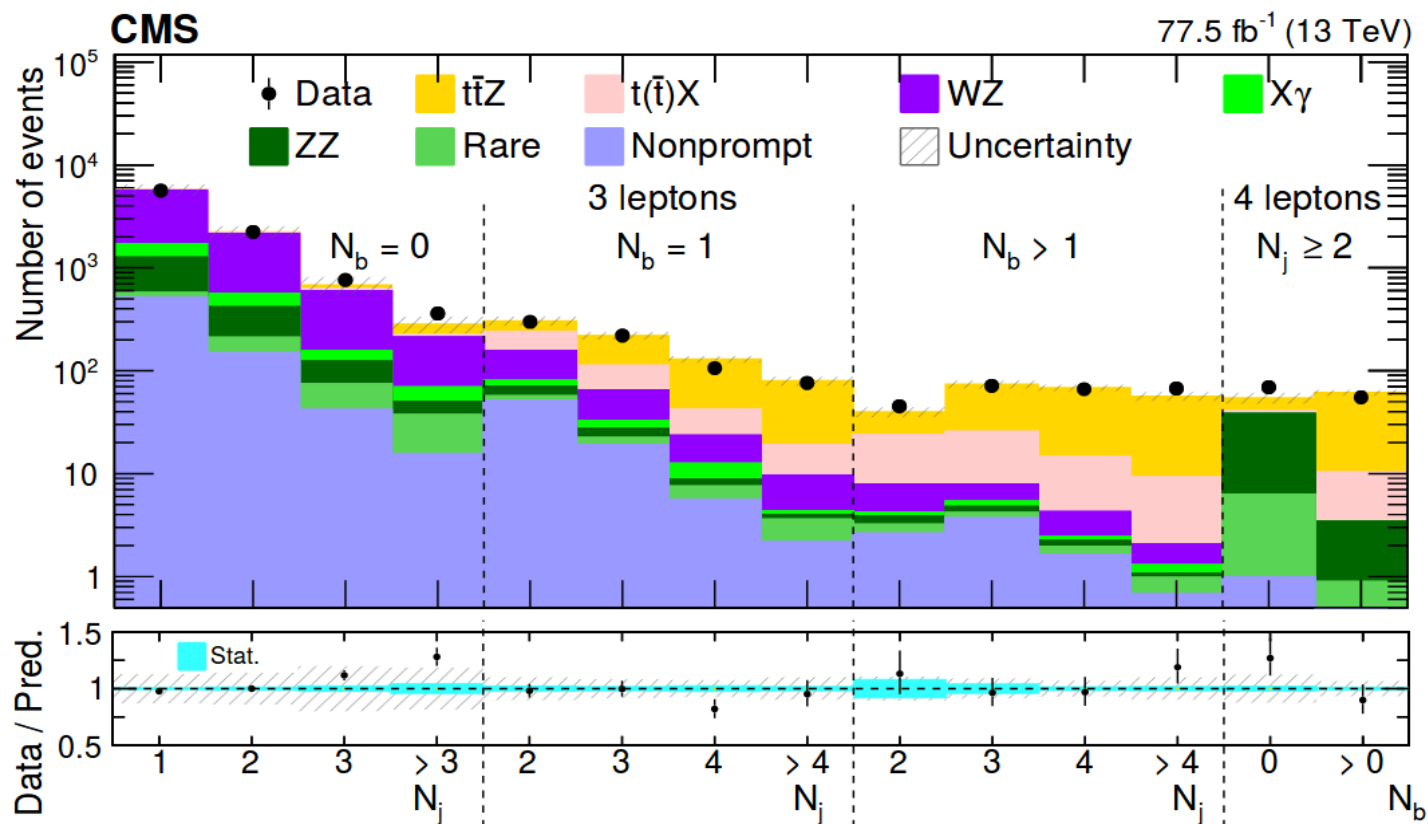 CMS 77.5 fb⁻¹ (13 TeV)
Number of events
10⁵
10⁴
10³
10²
10
1
Data tt̄Z t(t̄)X WZ Xγ
ZZ Rare Nonprompt Uncertainty
3 leptons 4 leptons
N_b = 0 N_b = 1 N_b > 1 N_j ≥ 2
Data / Pred.
1.5
1
0.5
Stat.
1 2 3 > 3 2 3 4 > 4 2 3 4 > 4 0 > 0
N_j N_j N_j N_b